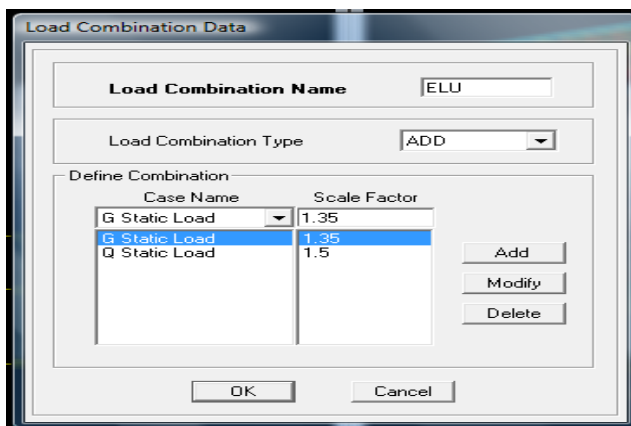 Load Combination Data
Load Combination Name ELU
Load Combination Type ADD
Define Combination
Case Name Scale Factor
G Static Load 1.35
G Static Load 1.35
Q Static Load 1.5
Add
Modify
Delete
OK Cancel